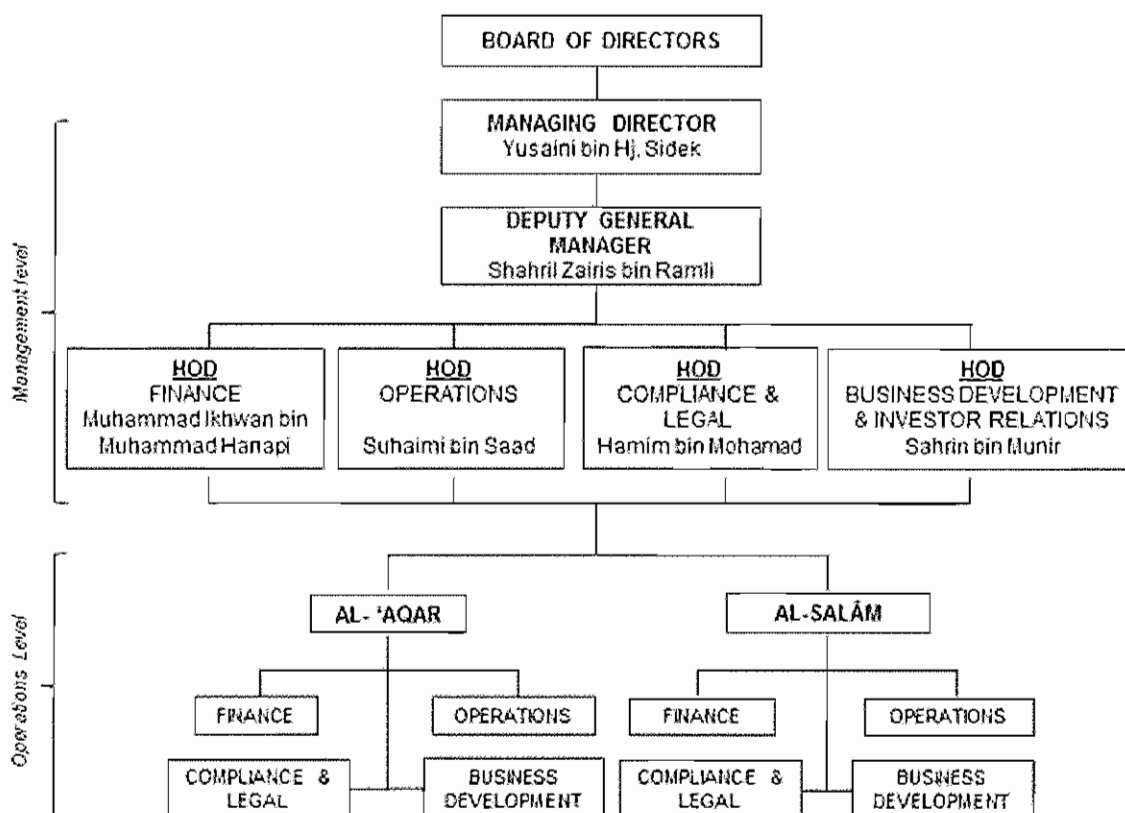 BOARD OF DIRECTORS
MANAGING DIRECTOR
Yusaini bin Hj. Sidek
DEPUTY GENERAL
MANAGER
Shahril Zairis bin Ramli
Management level
HOD
FINANCE
Muhammad Ikhwan bin
Muhammad Hanapi
HOD
OPERATIONS
Suhaimi bin Saad
HOD
COMPLIANCE &
LEGAL
Hamim bin Mohamad
HOD
BUSINESS DEVELOPMENT
& INVESTOR RELATIONS
Sahrin bin Munir
Operations Level
AL-‘AQAR
FINANCE
OPERATIONS
COMPLIANCE &
LEGAL
BUSINESS
DEVELOPMENT
AL-SALĀM
FINANCE
OPERATIONS
COMPLIANCE &
LEGAL
BUSINESS
DEVELOPMENT